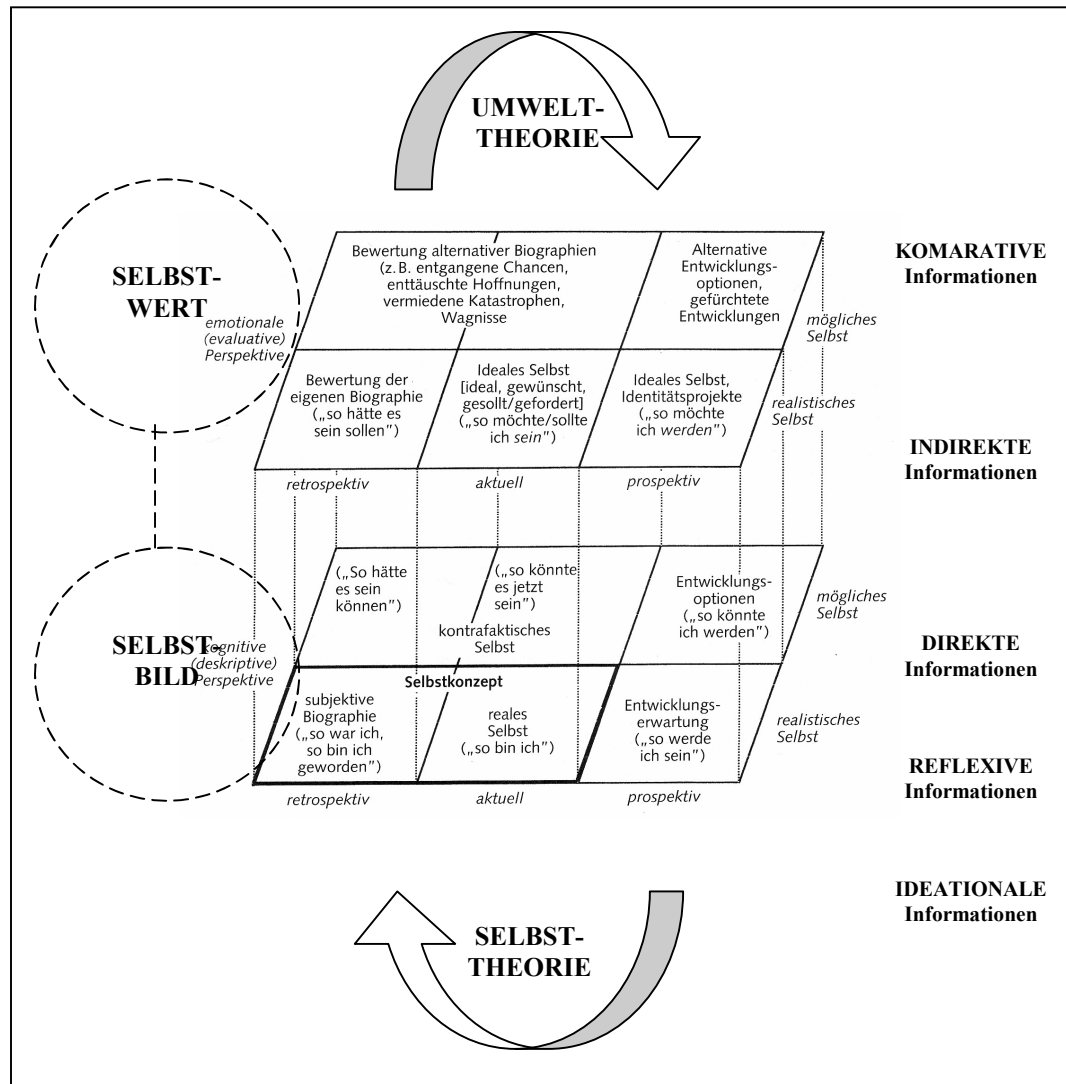 UMWELT-
THEORIE
SELBST-
WERT
emotionale
(evaluative)
Perspektive
Bewertung alternativer Biographien
(z. B. entgangene Chancen,
enttäuschte Hoffnungen,
vermiedene Katastrophen,
Wagnisse
Alternative
Entwicklungs-
optionen,
gefürchtete
Entwicklungen
mögliches
Selbst
KOMARATIVE
Informationen
Bewertung der
eigenen Biographie
(„so hätte es
sein sollen")
Ideales Selbst
[ideal, gewünscht,
gesollt/gefordert]
(„so möchte/sollte
ich sein")
Ideales Selbst,
Identitätsprojekte
(„so möchte
ich werden")
realistisches
Selbst
INDIREKTE
Informationen
retrospektiv
aktuell
prospektiv
SELBST-
BILD
kognitive
(deskriptive)
Perspektive
(„So hätte
es sein
können")
(„so könnte
es jetzt
sein")
kontrafaktisches
Selbst
Entwicklungs-
optionen
(„so könnte
ich werden")
mögliches
Selbst
DIREKTE
Informationen
Selbstkonzept
subjektive
Biographie
(„so war ich,
so bin ich
geworden")
reales
Selbst
(„so bin ich")
Entwicklungs-
erwartung
(„so werde
ich sein")
realistisches
Selbst
REFLEXIVE
Informationen
retrospektiv
aktuell
prospektiv
IDEATIONALE
Informationen
SELBST-
THEORIE